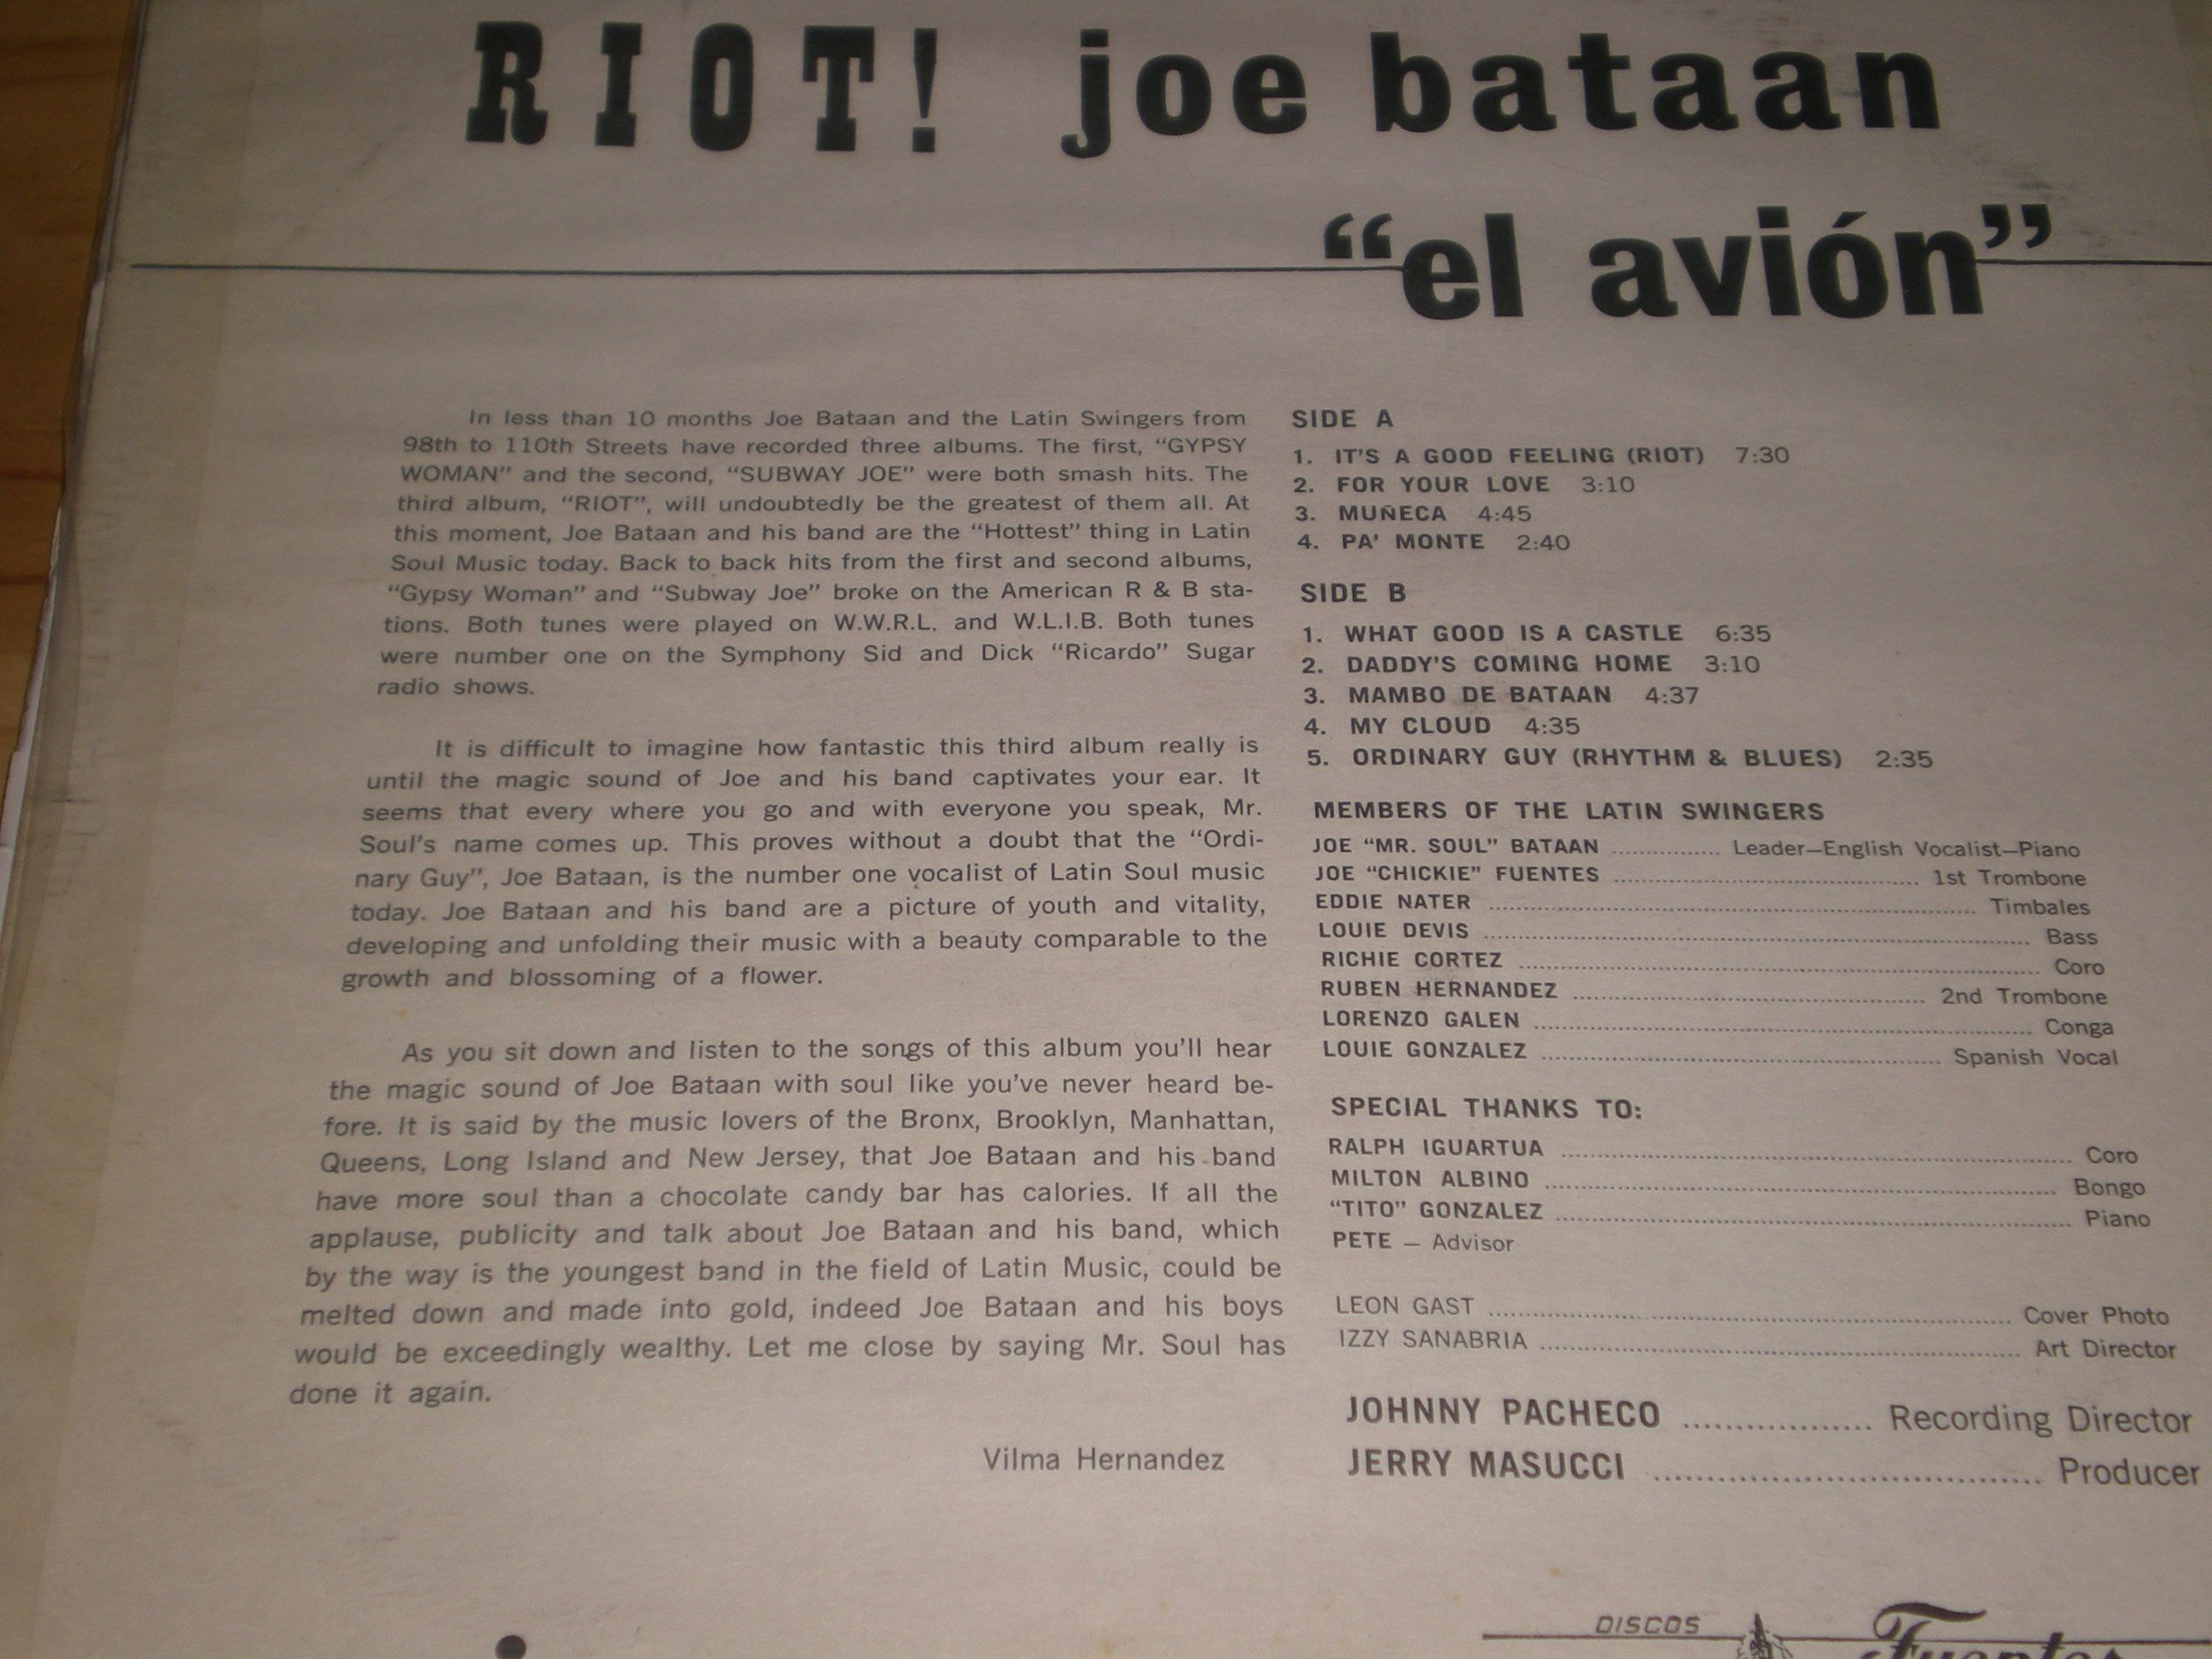 RIOT! joe bataan
“el avión”
In less than 10 months Joe Bataan and the Latin Swingers from
98th to 110th Streets have recorded three albums. The first, “GYPSY
WOMAN” and the second, “SUBWAY JOE” were both smash hits. The
third album, “RIOT”, will undoubtedly be the greatest of them all. At
this moment, Joe Bataan and his band are the “Hottest” thing in Latin
Soul Music today. Back to back hits from the first and second albums,
“Gypsy Woman” and “Subway Joe” broke on the American R & B sta-
tions. Both tunes were played on W.W.R.L. and W.L.I.B. Both tunes
were number one on the Symphony Sid and Dick “Ricardo” Sugar
radio shows.
It is difficult to imagine how fantastic this third album really is
until the magic sound of Joe and his band captivates your ear. It
seems that every where you go and with everyone you speak, Mr.
Soul's name comes up. This proves without a doubt that the “Ordi-
nary Guy”, Joe Bataan, is the number one vocalist of Latin Soul music
today. Joe Bataan and his band are a picture of youth and vitality,
developing and unfolding their music with a beauty comparable to the
growth and blossoming of a flower.
As you sit down and listen to the songs of this album you'll hear
the magic sound of Joe Bataan with soul like you've never heard be-
fore. It is said by the music lovers of the Bronx, Brooklyn, Manhattan,
Queens, Long Island and New Jersey, that Joe Bataan and his band
have more soul than a chocolate candy bar has calories. If all the
applause, publicity and talk about Joe Bataan and his band, which
by the way is the youngest band in the field of Latin Music, could be
melted down and made into gold, indeed Joe Bataan and his boys
would be exceedingly wealthy. Let me close by saying Mr. Soul has
done it again.
Vilma Hernandez
SIDE A
1. IT'S A GOOD FEELING (RIOT) 7:30
2. FOR YOUR LOVE 3:10
3. MUÑECA 4:45
4. PA' MONTE 2:40
SIDE B
1. WHAT GOOD IS A CASTLE 6:35
2. DADDY'S COMING HOME 3:10
3. MAMBO DE BATAAN 4:37
4. MY CLOUD 4:35
5. ORDINARY GUY (RHYTHM & BLUES) 2:35
MEMBERS OF THE LATIN SWINGERS
JOE “MR. SOUL” BATAAN ................ Leader—English Vocalist—Piano
JOE “CHICKIE” FUENTES ................ 1st Trombone
EDDIE NATER ................ Timbales
LOUIE DEVIS ................ Bass
RICHIE CORTEZ ................ Coro
RUBEN HERNANDEZ ................ 2nd Trombone
LORENZO GALEN ................ Conga
LOUIE GONZALEZ ................ Spanish Vocal
SPECIAL THANKS TO:
RALPH IGUARTUA ................ Coro
MILTON ALBINO ................ Bongo
“TITO” GONZALEZ ................ Piano
PETE — Advisor
LEON GAST ................ Cover Photo
IZZY SANABRIA ................ Art Director
JOHNNY PACHECO ................ Recording Director
JERRY MASUCCI ................ Producer
DISCOS
Fuentes